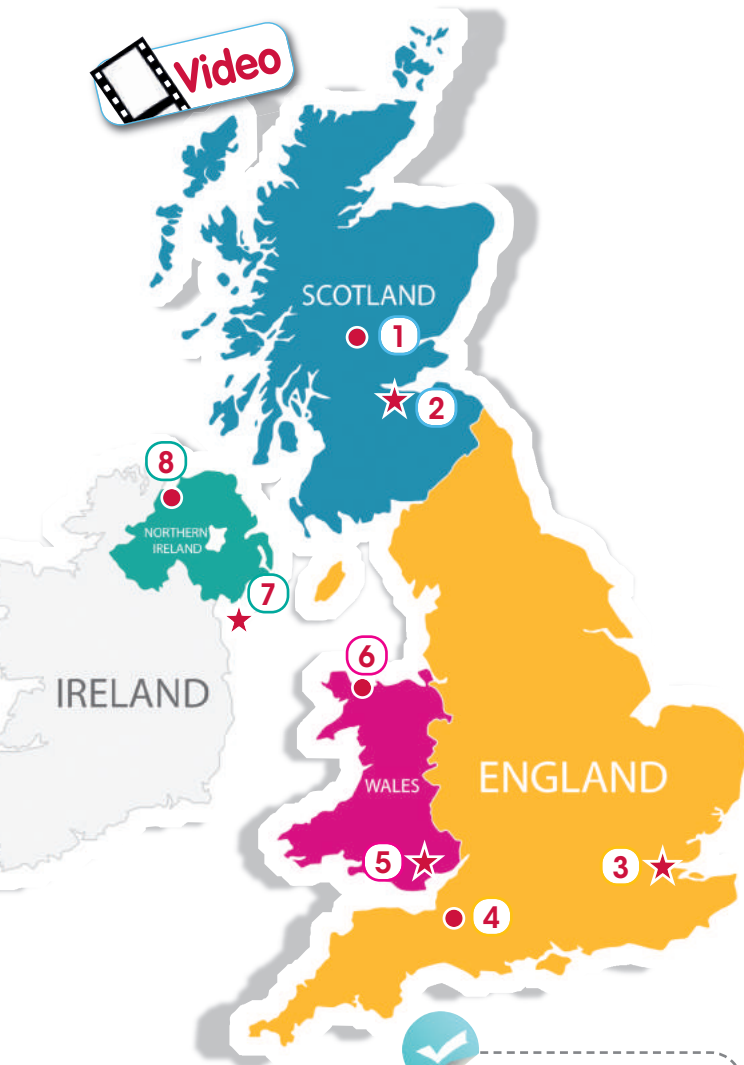 Video
SCOTLAND
1
2
8
NORTHERN
IRELAND
7
6
IRELAND
WALES
ENGLAND
5
3
4